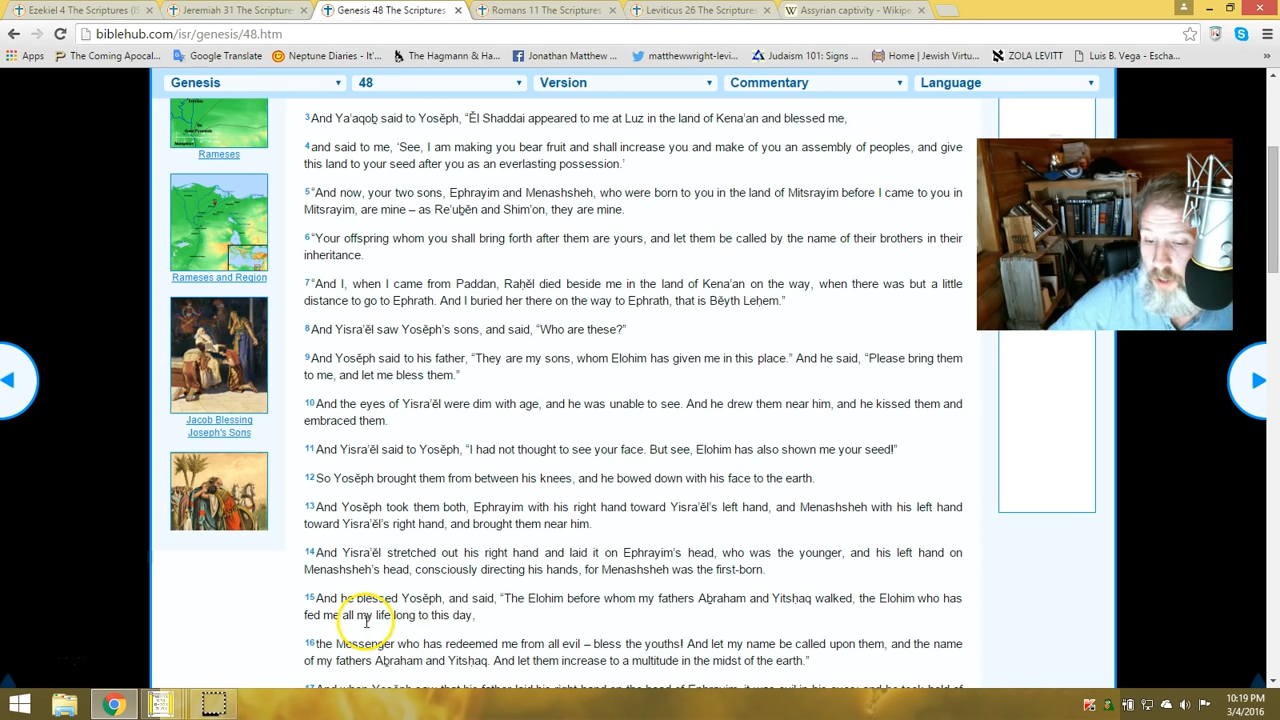 Ezekiel 4 The Scriptures (IS
Jeremiah 31 The Scriptures
Genesis 48 The Scriptures
Romans 11 The Scriptures
Leviticus 26 The Scriptures
Assyrian captivity - Wikipe
biblehub.com/isr/genesis/48.htm
Apps
The Coming Apocal...
Google Translate
Neptune Diaries - It'...
The Hagmann & Ha...
Jonathan Matthew ...
matthewwright-levi...
Judaism 101: Signs ...
Home | Jewish Virtu...
ZOLA LEVITT
Luis B. Vega - Escha...
»
Genesis
48
Version
Commentary
Language
Rameses
Rameses and Region
Jacob Blessing
Joseph's Sons
3And Ya‛aqoḇ said to Yosĕph, “Ěl Shaddai appeared to me at Luz in the land of Kena‛an and blessed me,
4and said to me, ‘See, I am making you bear fruit and shall increase you and make of you an assembly of peoples, and give
this land to your seed after you as an everlasting possession.’
5“And now, your two sons, Ephrayim and Menashsheh, who were born to you in the land of Mitsrayim before I came to you in
Mitsrayim, are mine – as Re’uḇĕn and Shim‛on, they are mine.
6“Your offspring whom you shall bring forth after them are yours, and let them be called by the name of their brothers in their
inheritance.
7“And I, when I came from Paddan, Raḥĕl died beside me in the land of Kena‛an on the way, when there was but a little
distance to go to Ephrath. And I buried her there on the way to Ephrath, that is Bĕyth Leḥem.”
8And Yisra’ĕl saw Yosĕph’s sons, and said, “Who are these?”
9And Yosĕph said to his father, “They are my sons, whom Elohim has given me in this place.” And he said, “Please bring them
to me, and let me bless them.”
10And the eyes of Yisra’ĕl were dim with age, and he was unable to see. And he drew them near him, and he kissed them and
embraced them.
11And Yisra’ĕl said to Yosĕph, “I had not thought to see your face. But see, Elohim has also shown me your seed!”
12So Yosĕph brought them from between his knees, and he bowed down with his face to the earth.
13And Yosĕph took them both, Ephrayim with his right hand toward Yisra’ĕl’s left hand, and Menashsheh with his left hand
toward Yisra’ĕl’s right hand, and brought them near him.
14And Yisra’ĕl stretched out his right hand and laid it on Ephrayim’s head, who was the younger, and his left hand on
Menashsheh’s head, consciously directing his hands, for Menashsheh was the first-born.
15And he blessed Yosĕph, and said, “The Elohim before whom my fathers Aḇraham and Yitsḥaq walked, the Elohim who has
fed me all my life long to this day,
16the Messenger who has redeemed me from all evil – bless the youths! And let my name be called upon them, and the name
of my fathers Aḇraham and Yitsḥaq. And let them increase to a multitude in the midst of the earth.”
10:19 PM
3/4/2016